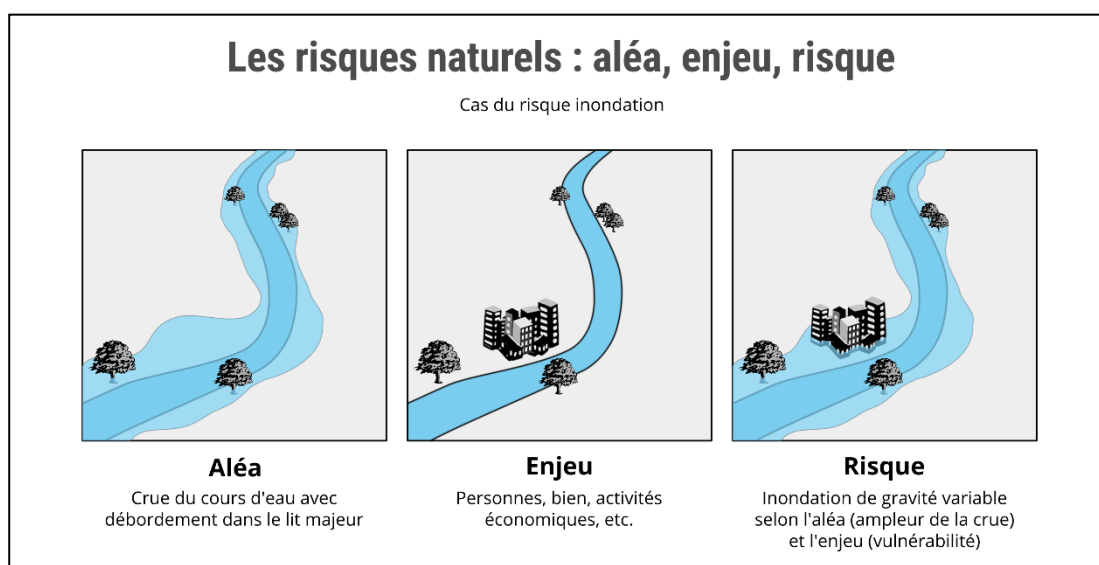 Les risques naturels : aléa, enjeu, risque
Cas du risque inondation
Aléa
Crue du cours d'eau avec
débordement dans le lit majeur
Enjeu
Personnes, bien, activités
économiques, etc.
Risque
Inondation de gravité variable
selon l'aléa (ampleur de la crue)
et l'enjeu (vulnérabilité)